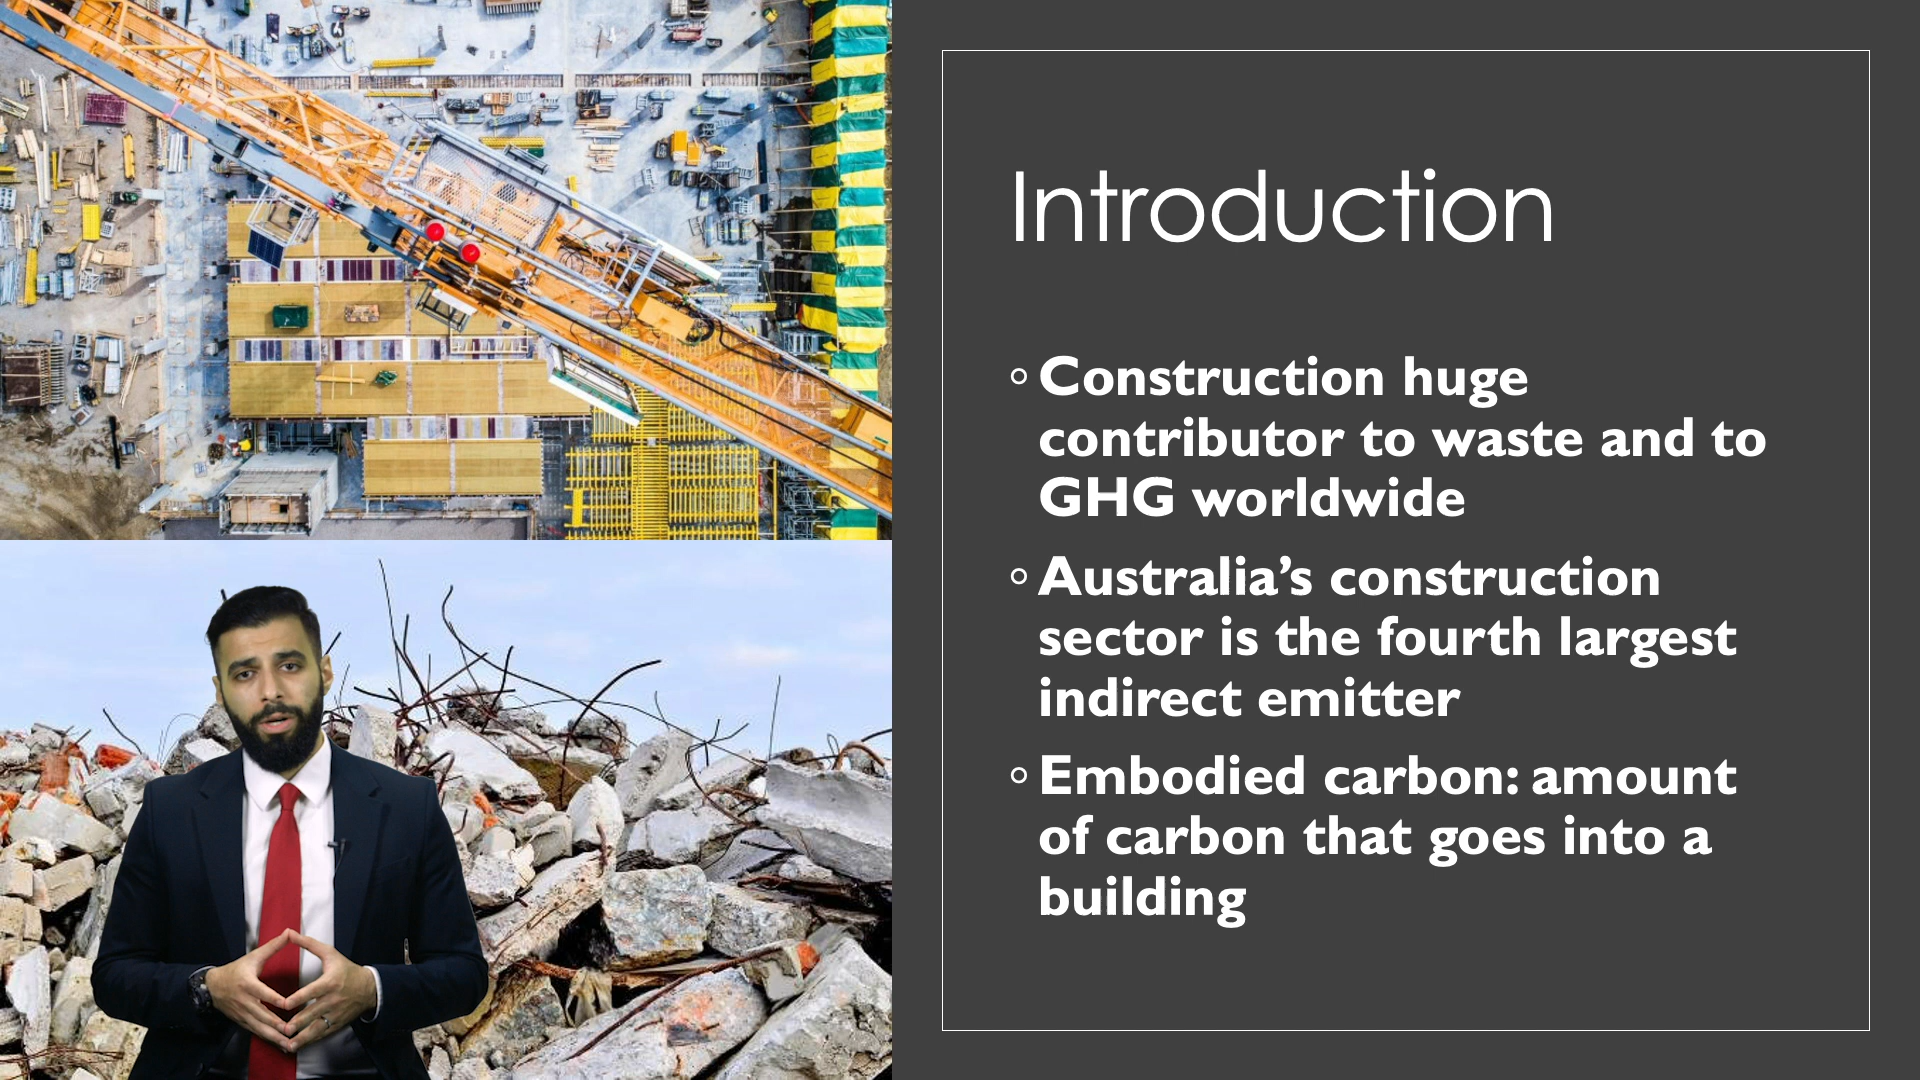 Introduction
Construction huge
contributor to waste and to
GHG worldwide
Australia’s construction
sector is the fourth largest
indirect emitter
Embodied carbon: amount
of carbon that goes into a
building